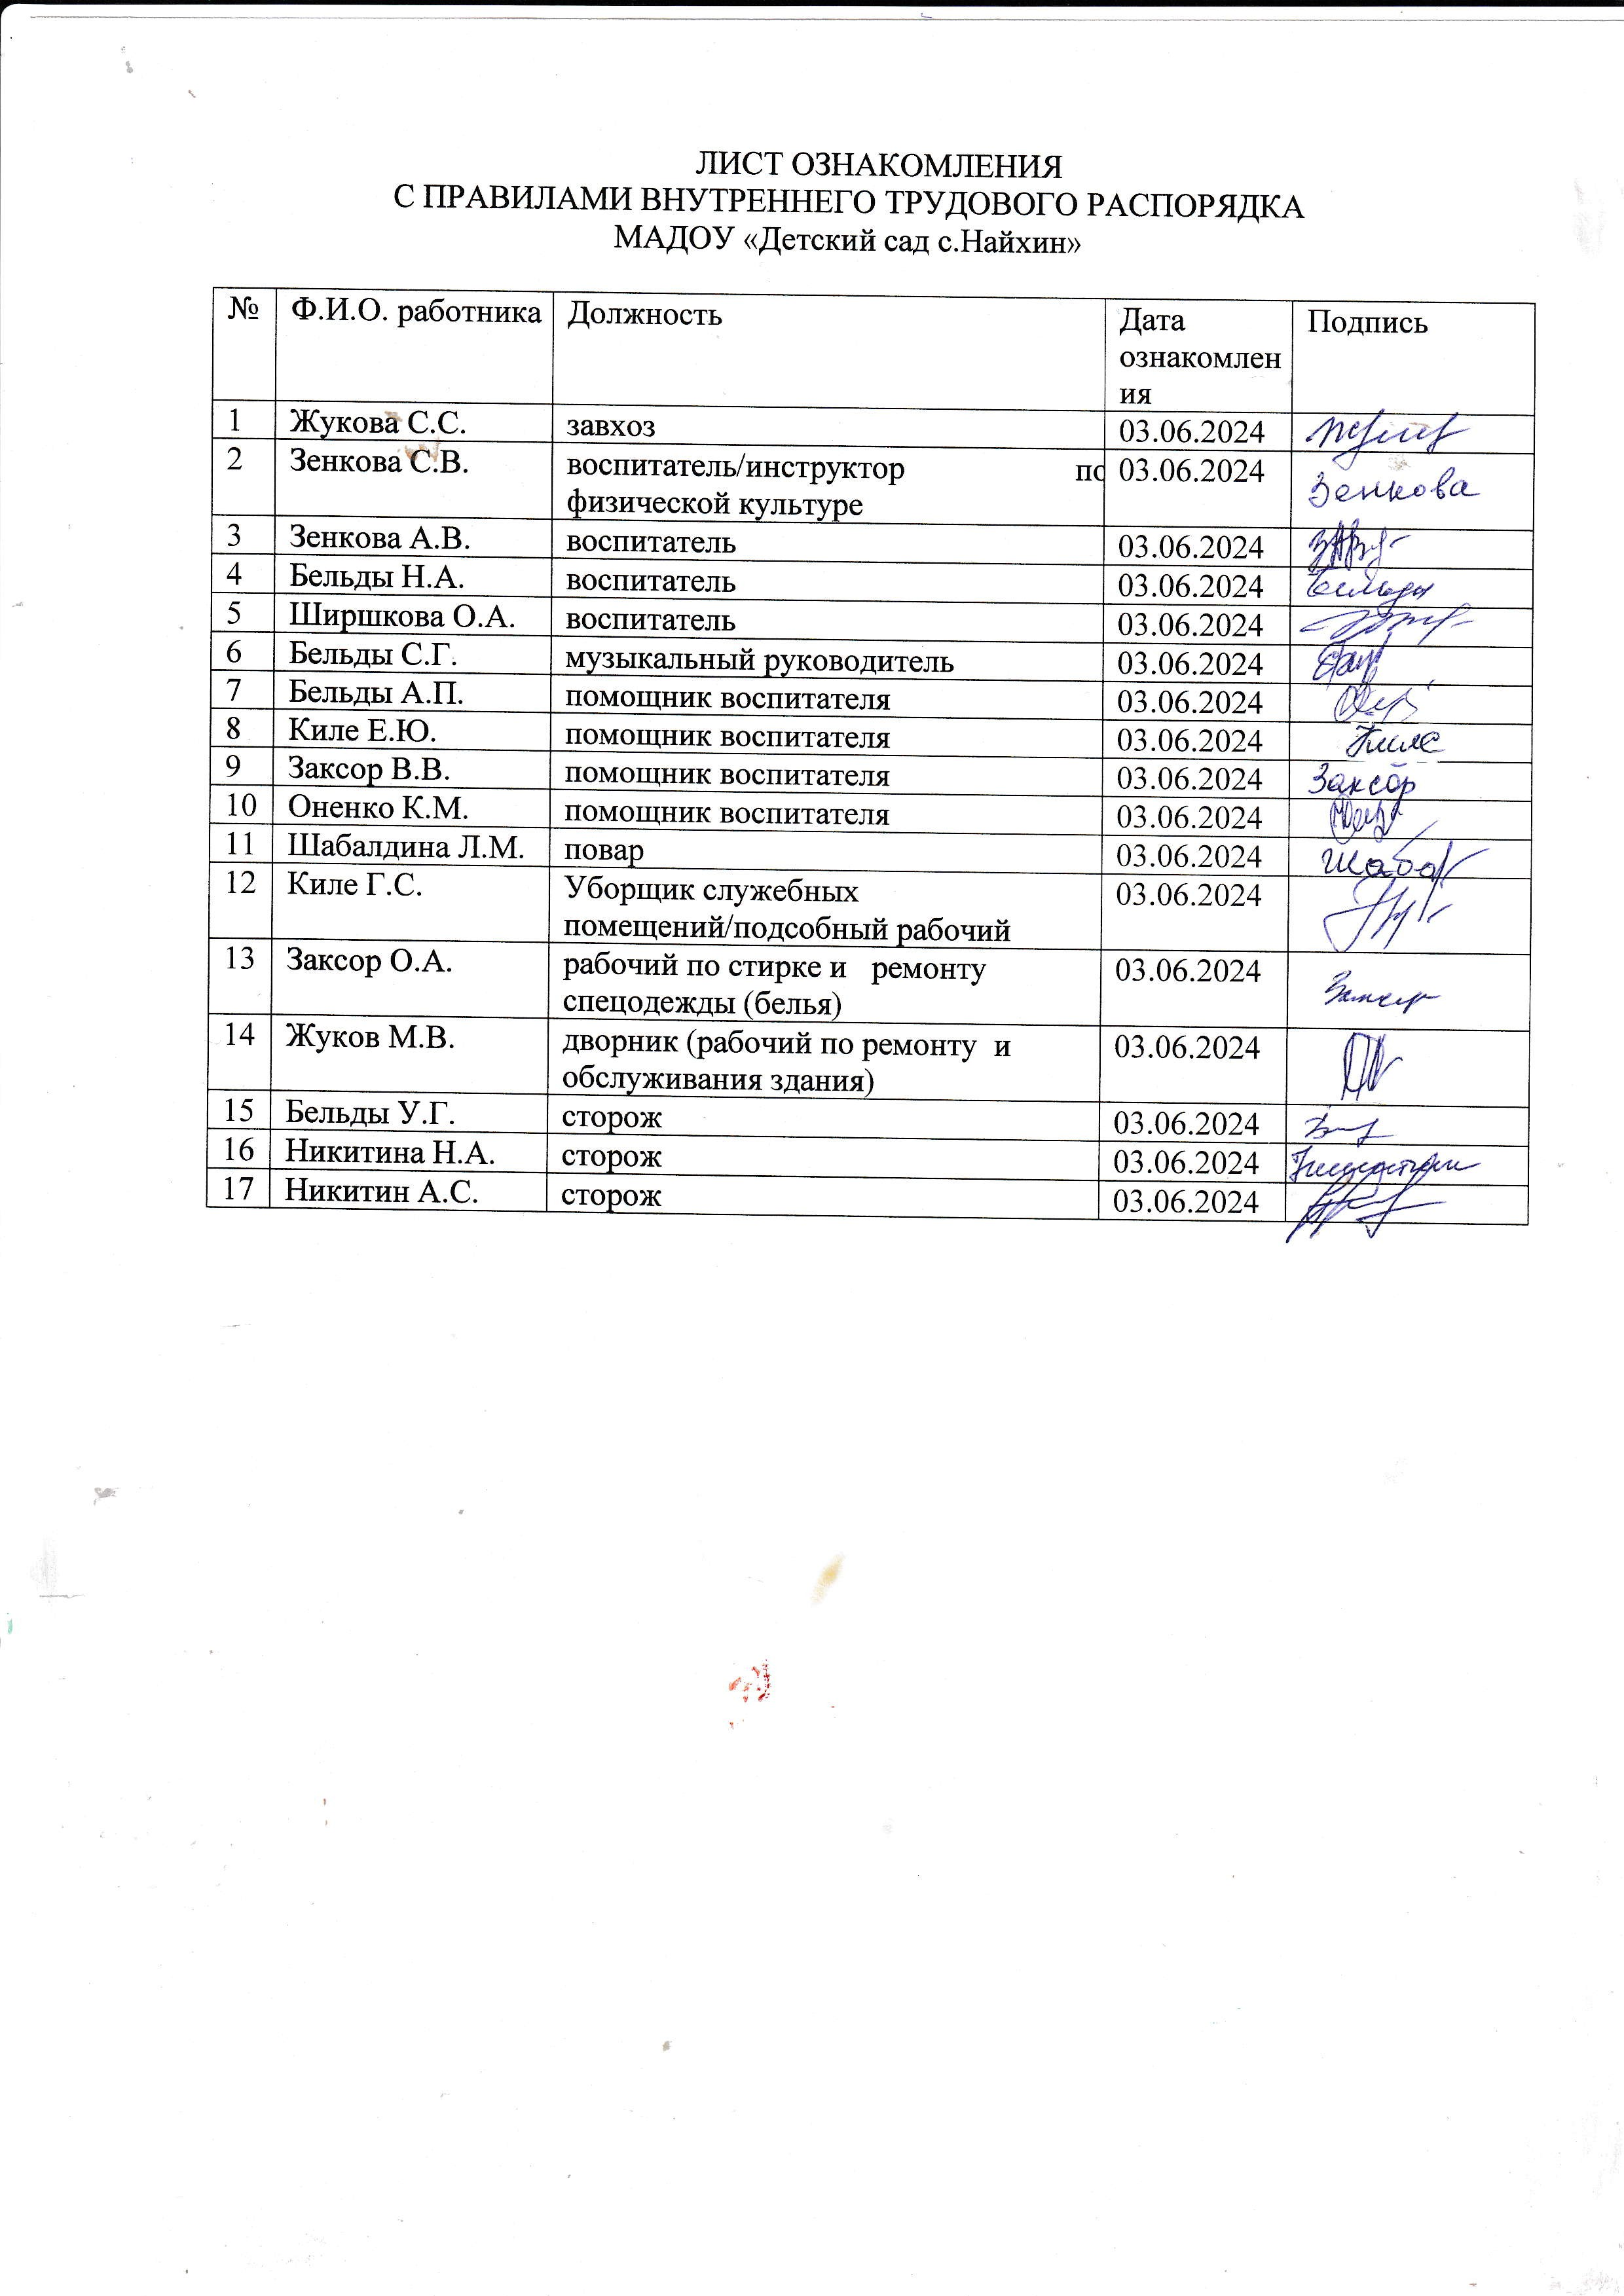 ЛИСТ ОЗНАКОМЛЕНИЯ
С ПРАВИЛАМИ ВНУТРЕННЕГО ТРУДОВОГО РАСПОРЯДКА
МАДОУ «Детский сад с.Найхин»
№ Ф.И.О. работника Должность Дата Подпись
ознакомлен
ия
1 Жукова С.С. завхоз 03.06.2024
2 Зенкова С.В. воспитатель/инструктор по 03.06.2024 Зенкова
физической культуре
3 Зенкова А.В. воспитатель 03.06.2024
4 Бельды Н.А. воспитатель 03.06.2024 Бельды
5 Ширшкова О.А. воспитатель 03.06.2024
6 Бельды С.Г. музыкальный руководитель 03.06.2024
7 Бельды А.П. помощник воспитателя 03.06.2024
8 Киле Е.Ю. помощник воспитателя 03.06.2024 Киле
9 Заксор В.В. помощник воспитателя 03.06.2024 Заксор
10 Оненко К.М. помощник воспитателя 03.06.2024
11 Шабалдина Л.М. повар 03.06.2024
12 Киле Г.С. Уборщик служебных 03.06.2024
помещений/подсобный рабочий
13 Заксор О.А. рабочий по стирке и ремонту 03.06.2024
спецодежды (белья)
14 Жуков М.В. дворник (рабочий по ремонту и 03.06.2024
обслуживания здания)
15 Бельды У.Г. сторож 03.06.2024
16 Никитина Н.А. сторож 03.06.2024
17 Никитин А.С. сторож 03.06.2024